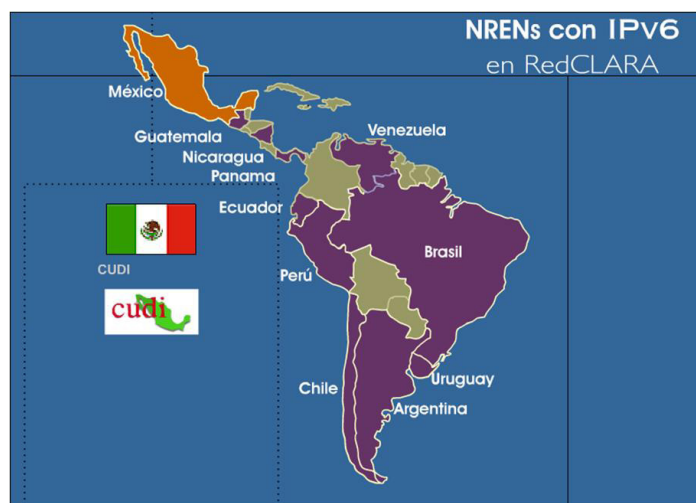 NRENs con IPv6
en RedCLARA
México
Guatemala
Nicaragua
Panama
Ecuador
Venezuela
Brasil
Perú
Chile
Uruguay
Argentina
CUDI
cudi